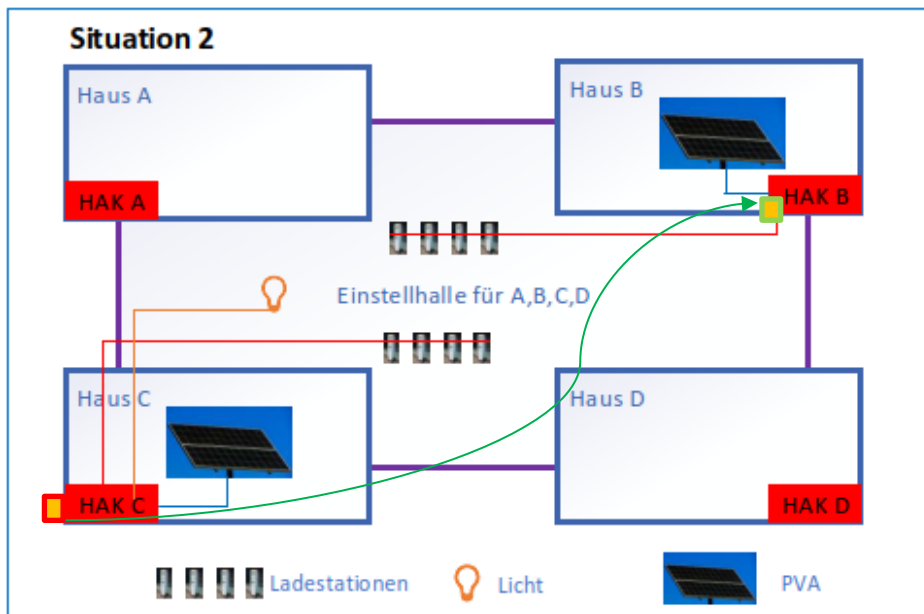 Situation 2
Haus A
Haus B
HAK A
HAK B
Einstellhalle für A,B,C,D
Haus C
Haus D
HAK C
HAK D
Ladestationen
Licht
PVA